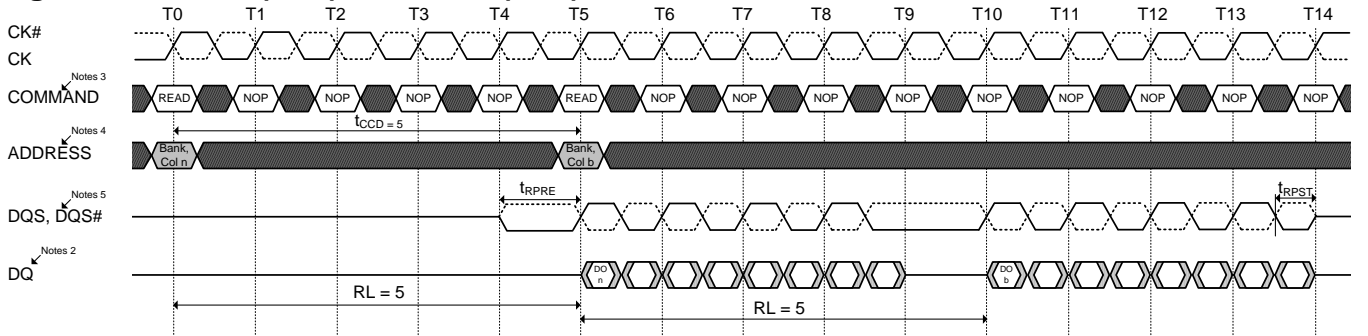 T0 T1 T2 T3 T4 T5 T6 T7 T8 T9 T10 T11 T12 T13 T14
CK#
CK
Notes 3
COMMAND READ NOP NOP NOP NOP READ NOP NOP NOP NOP NOP NOP NOP NOP NOP
tCCD = 5
Notes 4
ADDRESS
Bank, Col n
Bank, Col b
Notes 5
tRPRE
tRPST
DQS, DQS#
Notes 2
DQ
DO n
DO b
RL = 5
RL = 5